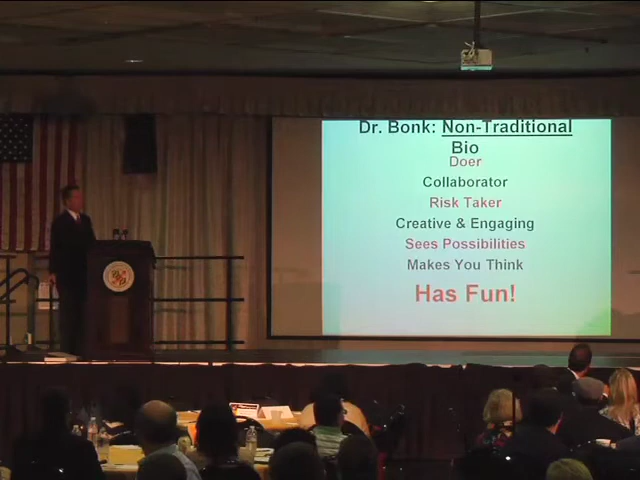 Dr. Bonk: Non-Traditional
Bio
Doer
Collaborator
Risk Taker
Creative & Engaging
Sees Possibilities
Makes You Think
Has Fun!